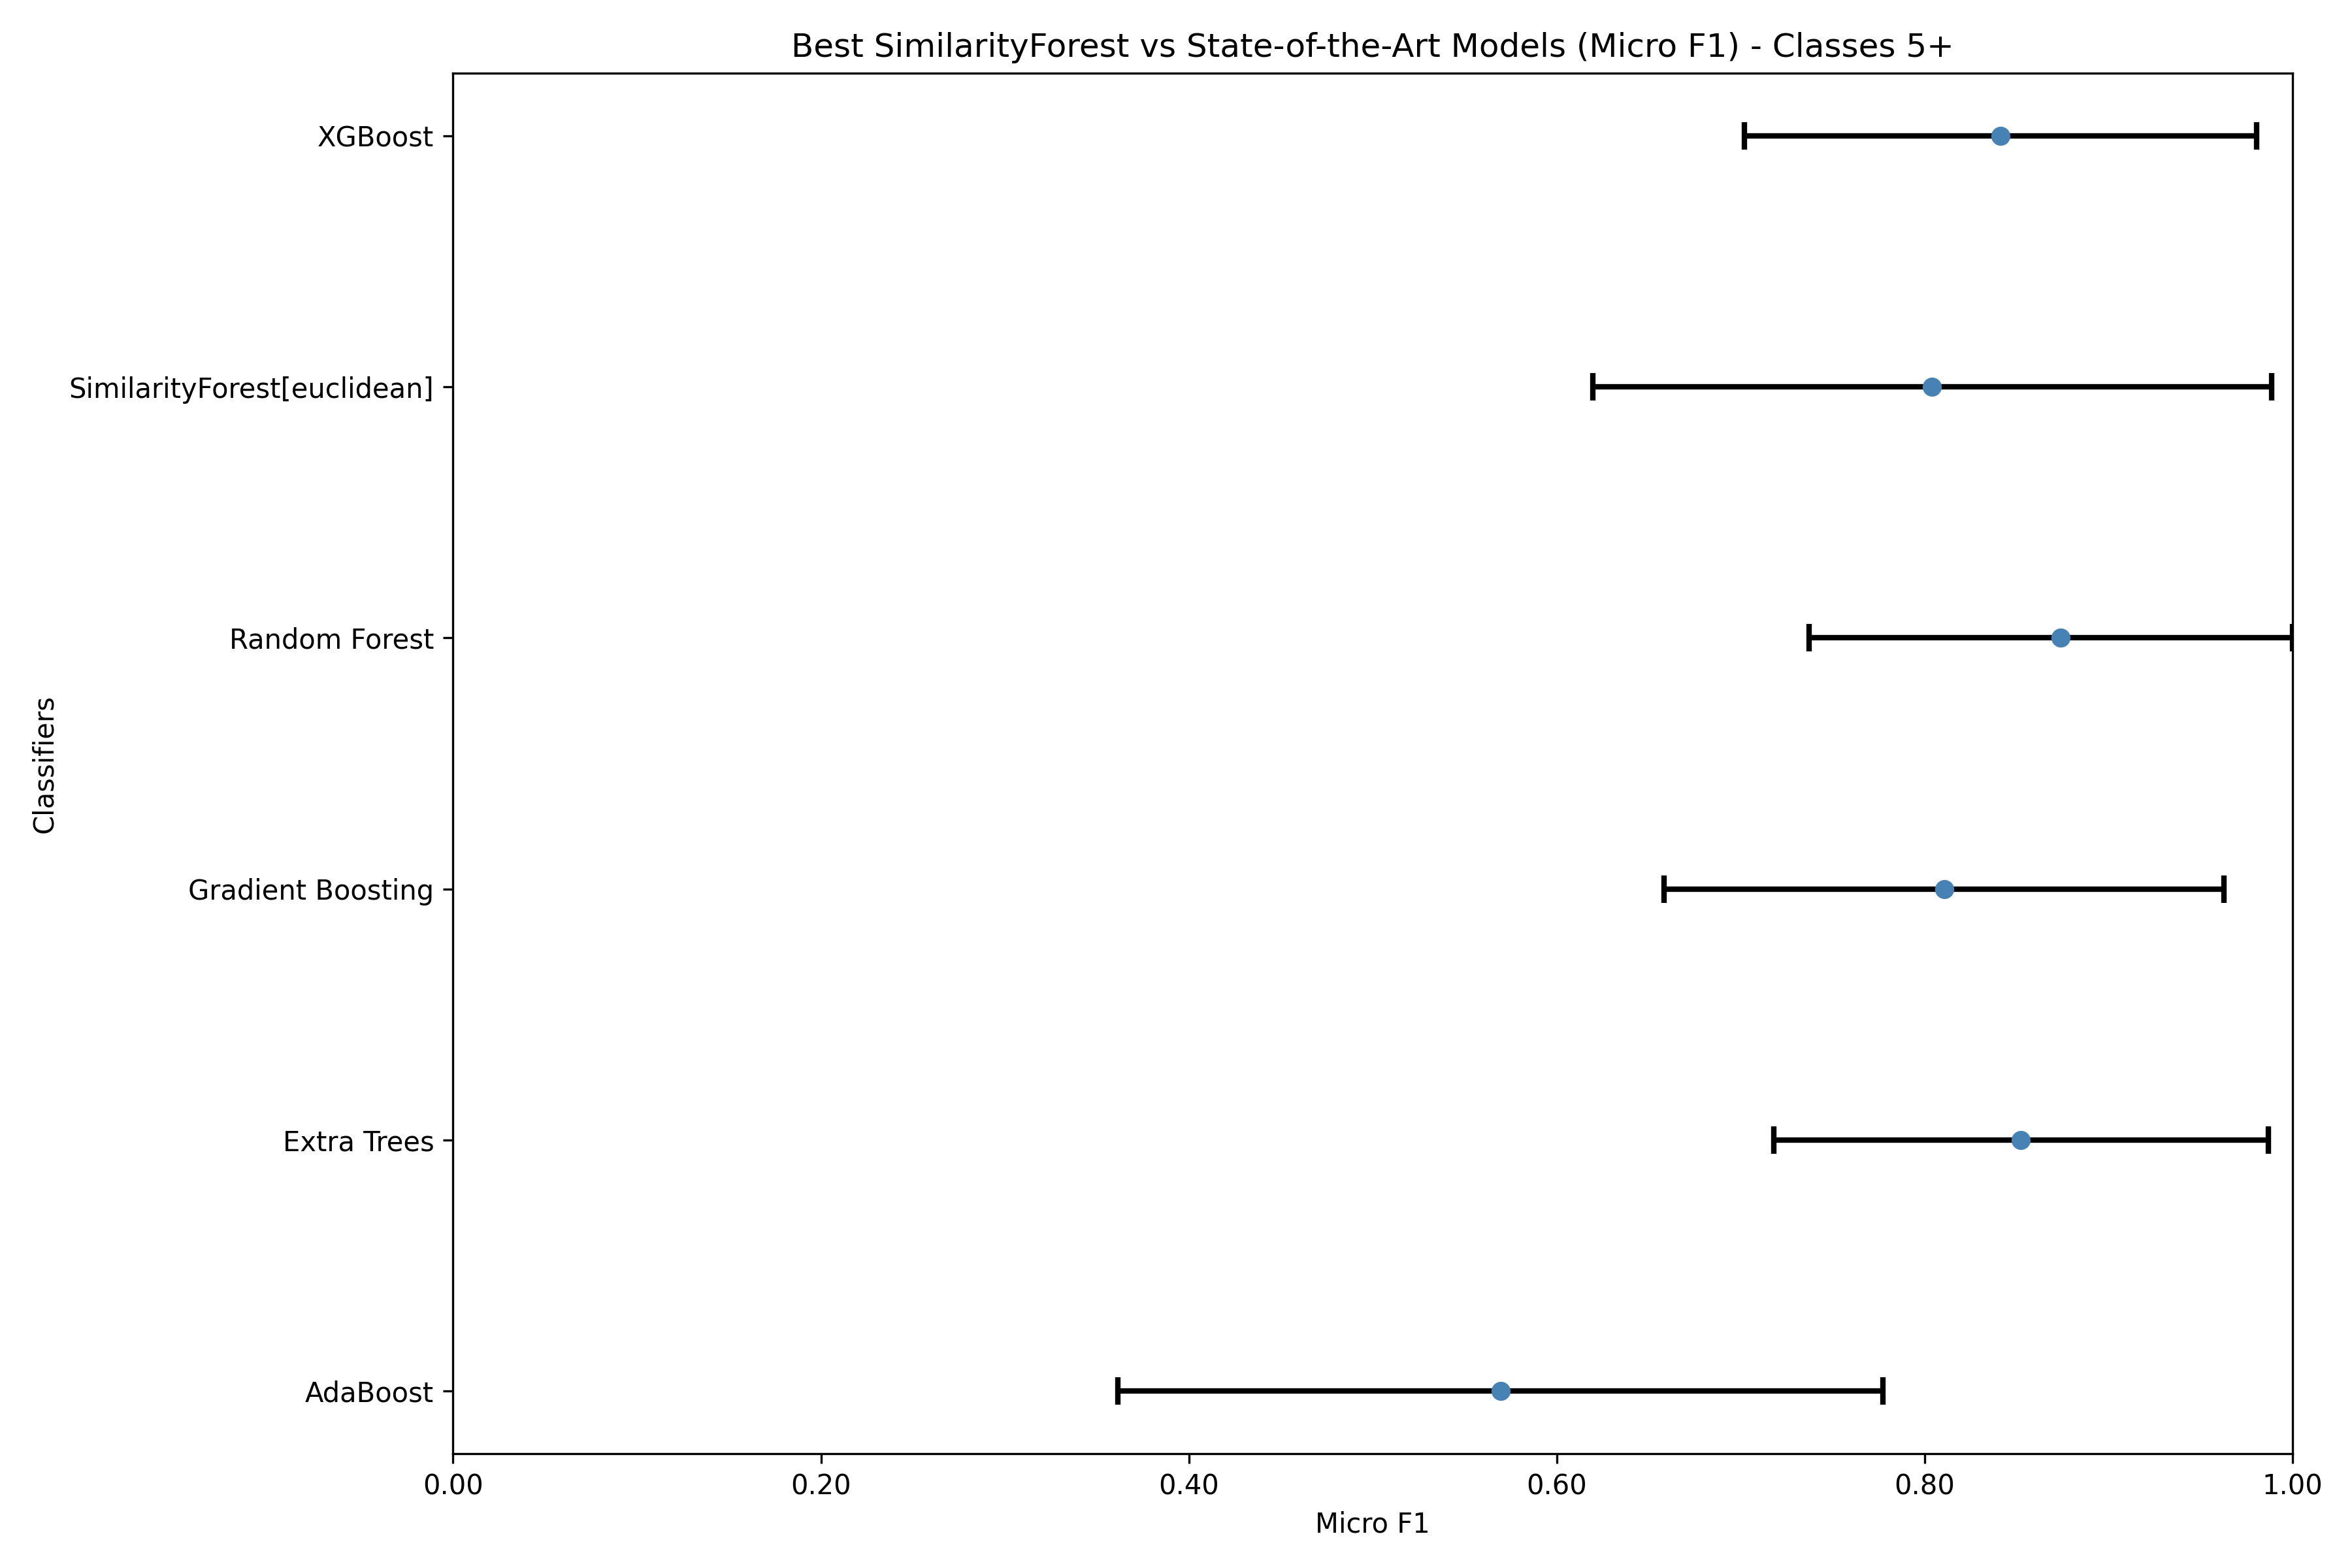 Best SimilarityForest vs State-of-the-Art Models (Micro F1) - Classes 5+
XGBoost
SimilarityForest[euclidean]
Random Forest
Gradient Boosting
Extra Trees
AdaBoost
Classifiers
0.00 0.20 0.40 0.60 0.80 1.00
Micro F1